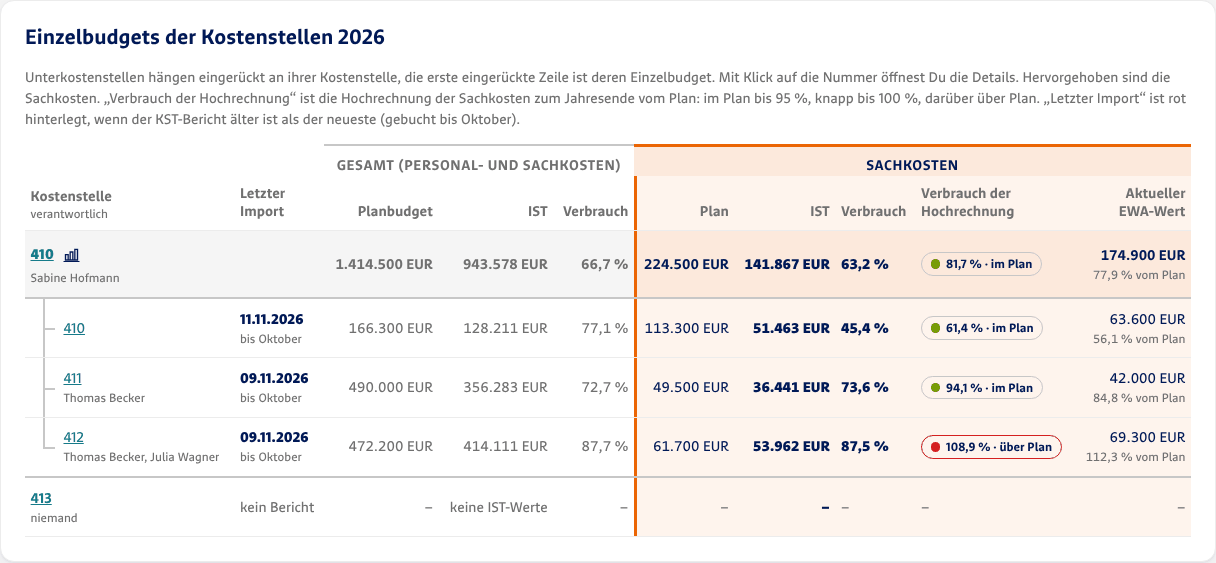 Einzelbudgets der Kostenstellen 2026
Unterkostenstellen hängen eingerückt an ihrer Kostenstelle, die erste eingerückte Zeile ist deren Einzelbudget. Mit Klick auf die Nummer öffnest Du die Details. Hervorgehoben sind die
Sachkosten. „Verbrauch der Hochrechnung“ ist die Hochrechnung der Sachkosten zum Jahresende vom Plan: im Plan bis 95 %, knapp bis 100 %, darüber über Plan. „Letzter Import“ ist rot
hinterlegt, wenn der KST-Bericht älter ist als der neueste (gebucht bis Oktober).
GESAMT (PERSONAL- UND SACHKOSTEN) SACHKOSTEN
Kostenstelle
verantwortlich
Letzter
Import
Planbudget IST Verbrauch Plan IST Verbrauch
Verbrauch der
Hochrechnung
Aktueller
EWA-Wert
410 1.414.500 EUR 943.578 EUR 66,7 % 224.500 EUR 141.867 EUR 63,2 % 81,7 % · im Plan 174.900 EUR
Sabine Hofmann 77,9 % vom Plan
410 11.11.2026 166.300 EUR 128.211 EUR 77,1 % 113.300 EUR 51.463 EUR 45,4 % 61,4 % · im Plan 63.600 EUR
bis Oktober 56,1 % vom Plan
411 09.11.2026 490.000 EUR 356.283 EUR 72,7 % 49.500 EUR 36.441 EUR 73,6 % 94,1 % · im Plan 42.000 EUR
Thomas Becker bis Oktober 84,8 % vom Plan
412 09.11.2026 472.200 EUR 414.111 EUR 87,7 % 61.700 EUR 53.962 EUR 87,5 % 108,9 % · über Plan 69.300 EUR
Thomas Becker, Julia Wagner bis Oktober 112,3 % vom Plan
413 kein Bericht – keine IST-Werte – – – – – –
niemand